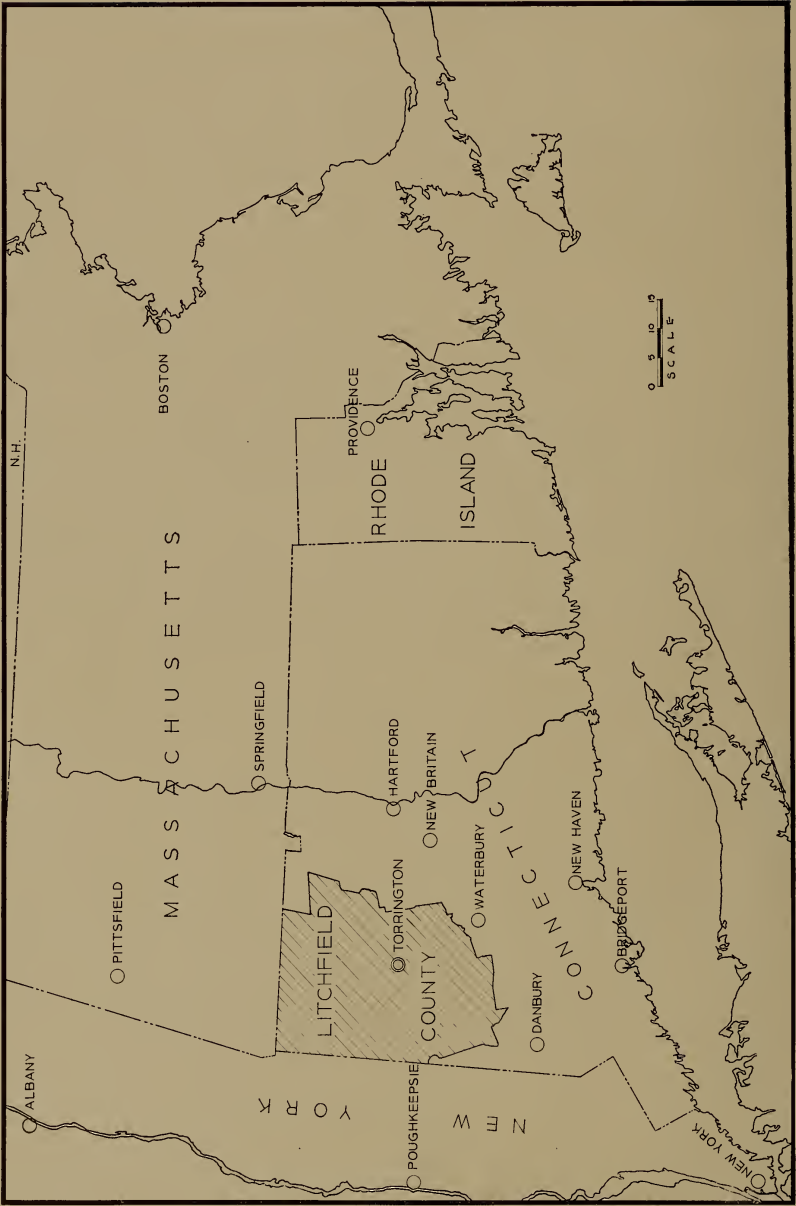 N.H.
ALBANY
PITTSFIELD
MASSACHUSETTS
BOSTON
SPRINGFIELD
LITCHFIELD
COUNTY
TORRINGTON
HARTFORD
NEW BRITAIN
WATERBURY
CONNECTICUT
NEW HAVEN
BRIDGEPORT
DANBURY
PROVIDENCE
RHODE
ISLAND
NEW YORK
POUGHKEEPSIE
NEW YORK
0 5 10 15
SCALE